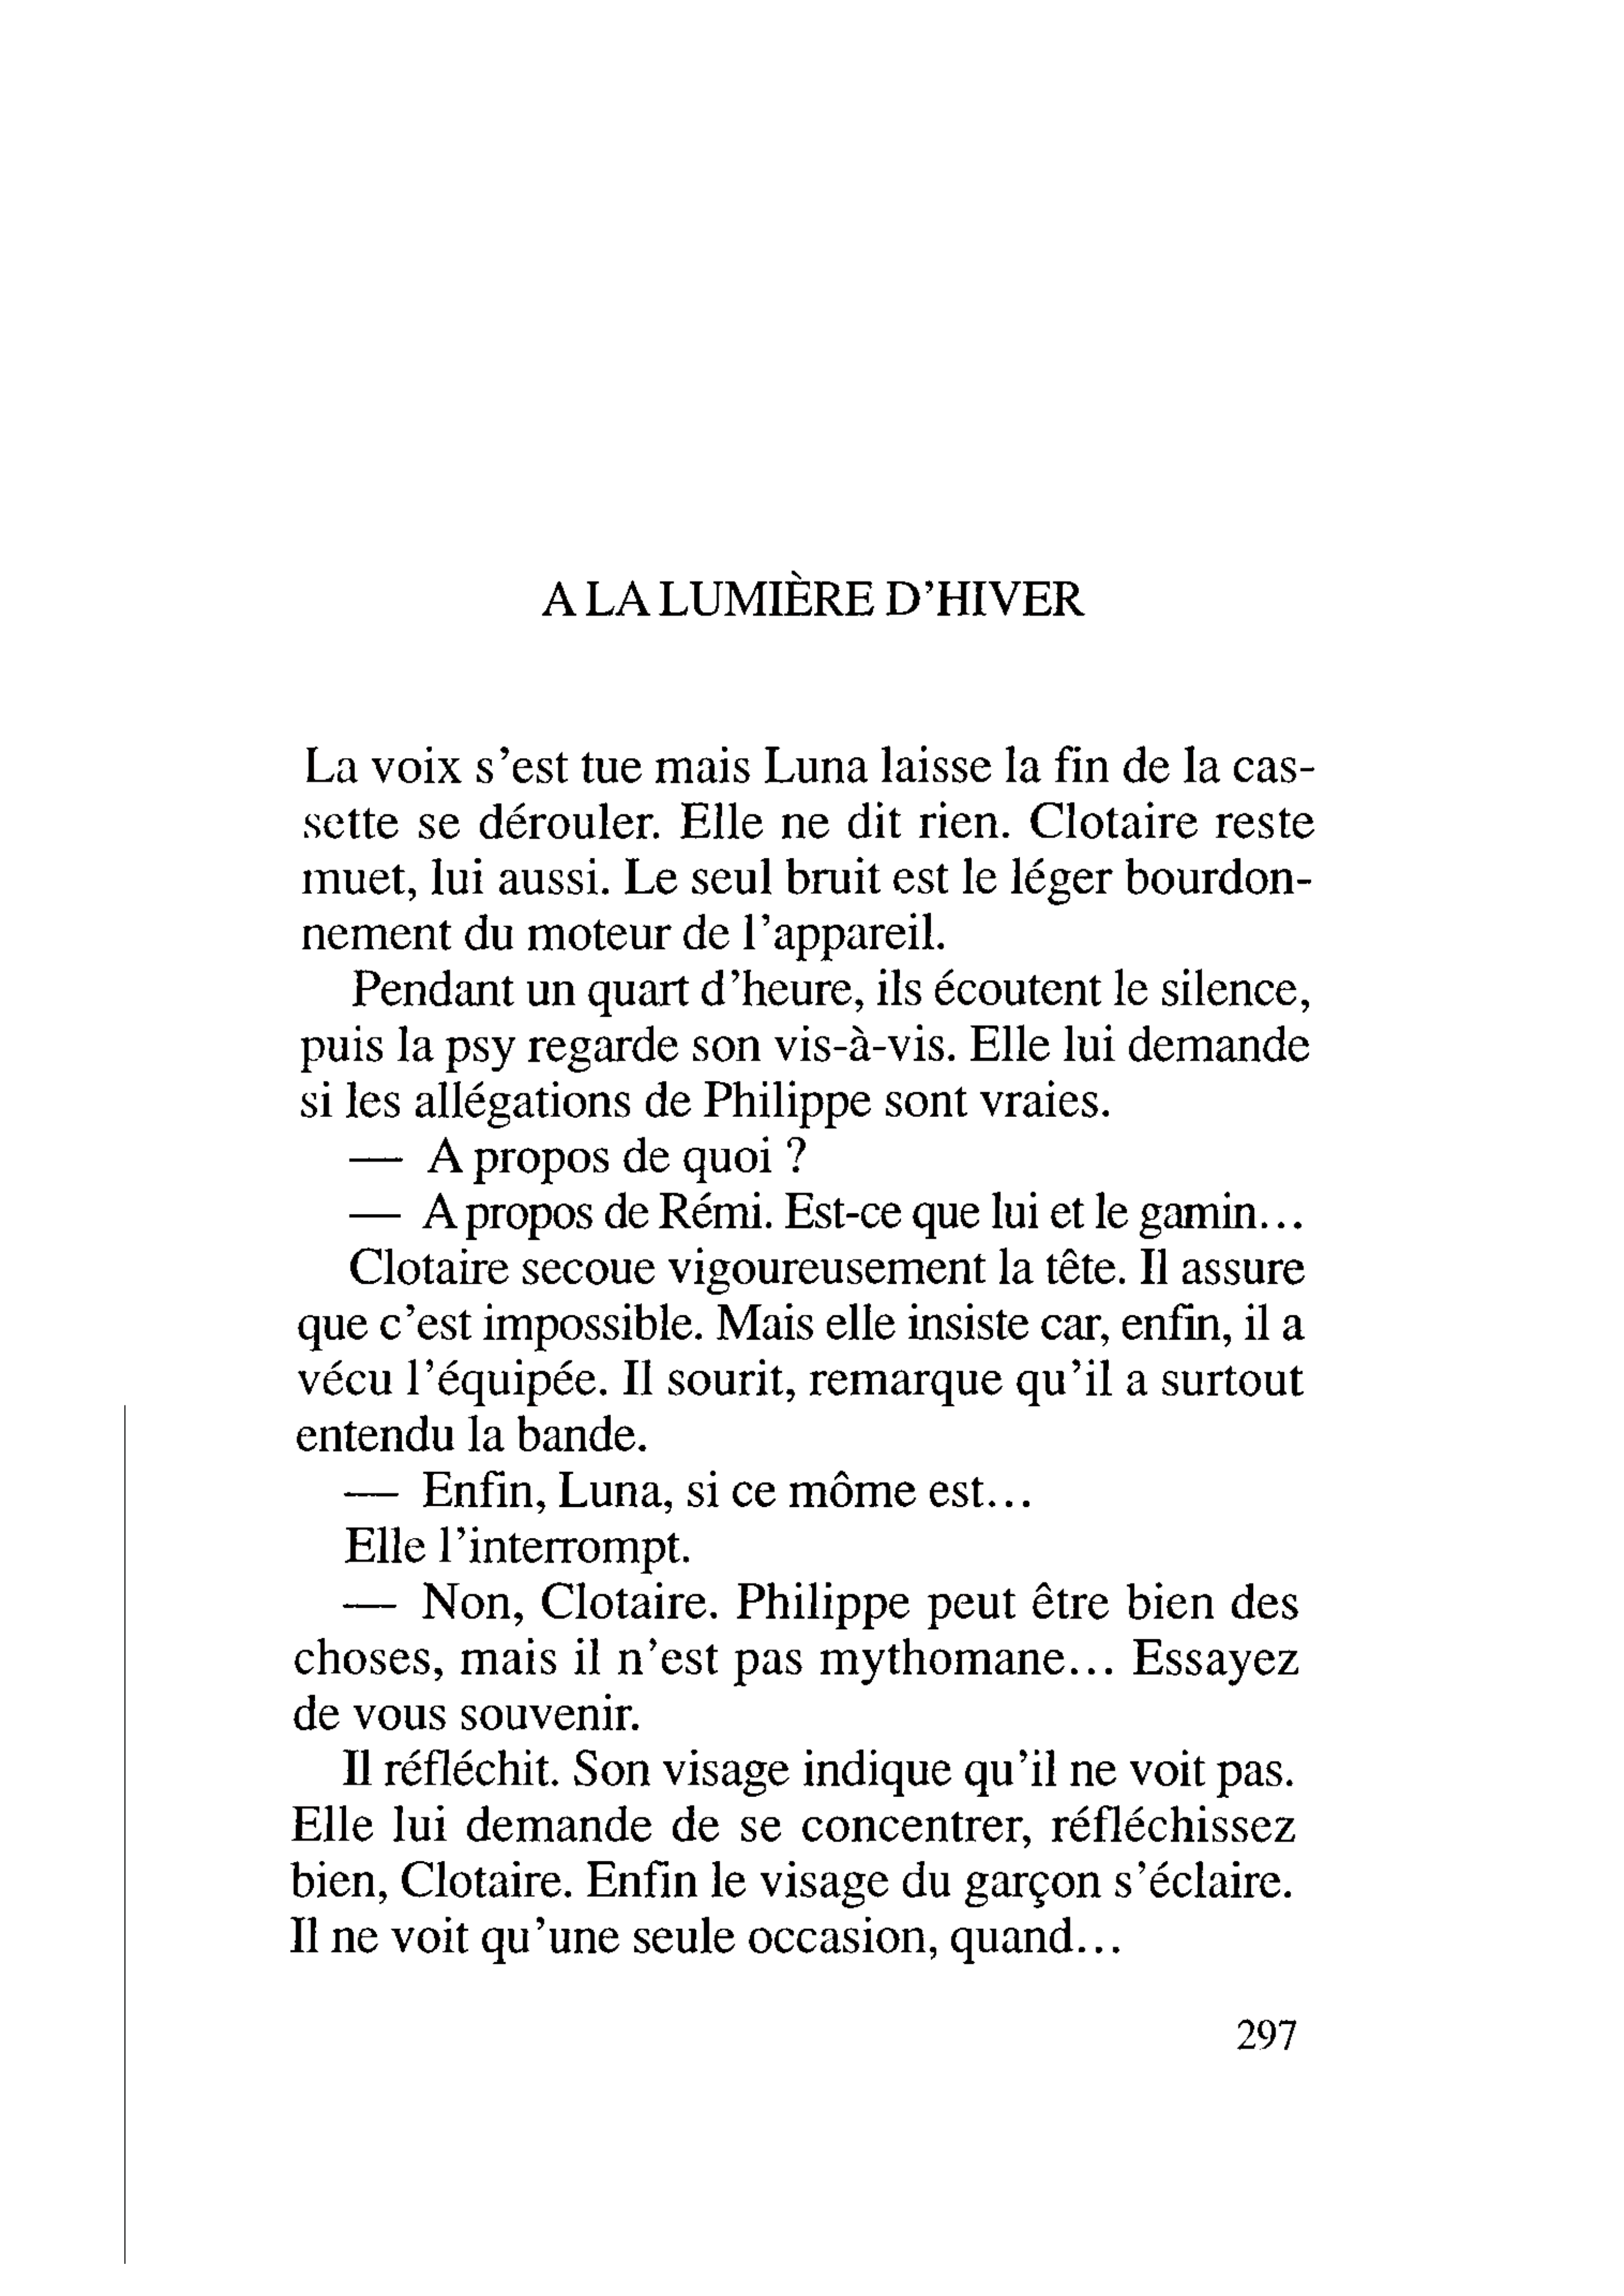 A LA LUMIÈRE D'HIVER
La voix s'est tue mais Luna laisse la fin de la cas-
sette se dérouler. Elle ne dit rien. Clotaire reste
muet, lui aussi. Le seul bruit est le léger bourdon-
nement du moteur de l'appareil.
Pendant un quart d'heure, ils écoutent le silence,
puis la psy regarde son vis-à-vis. Elle lui demande
si les allégations de Philippe sont vraies.
— A propos de quoi ?
— A propos de Rémi. Est-ce que lui et le gamin...
Clotaire secoue vigoureusement la tête. Il assure
que c'est impossible. Mais elle insiste car, enfin, il a
vécu l'équipée. Il sourit, remarque qu'il a surtout
entendu la bande.
— Enfin, Luna, si ce môme est...
Elle l'interrompt.
— Non, Clotaire. Philippe peut être bien des
choses, mais il n'est pas mythomane... Essayez
de vous souvenir.
Il réfléchit. Son visage indique qu'il ne voit pas.
Elle lui demande de se concentrer, réfléchissez
bien, Clotaire. Enfin le visage du garçon s'éclaire.
Il ne voit qu'une seule occasion, quand...
297